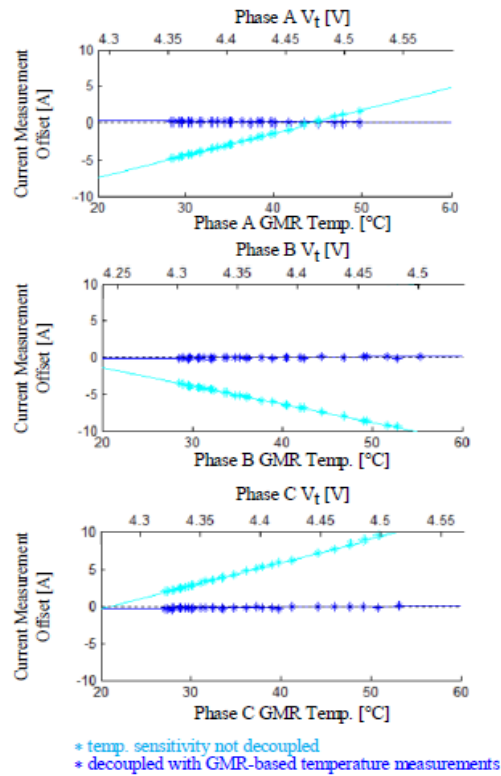 Phase A Vt [V]
4.3 4.35 4.4 4.45 4.5 4.55
10
5
0
-5
-10
Current Measurement
Offset [A]
20 30 40 50 60
Phase A GMR Temp. [°C]
Phase B Vt [V]
4.25 4.3 4.35 4.4 4.45 4.5
10
5
0
-5
-10
Current Measurement
Offset [A]
20 30 40 50 60
Phase B GMR Temp. [°C]
Phase C Vt [V]
4.3 4.35 4.4 4.45 4.5 4.55
10
5
0
-5
-10
Current Measurement
Offset [A]
20 30 40 50 60
Phase C GMR Temp. [°C]
* temp. sensitivity not decoupled
* decoupled with GMR-based temperature measurements